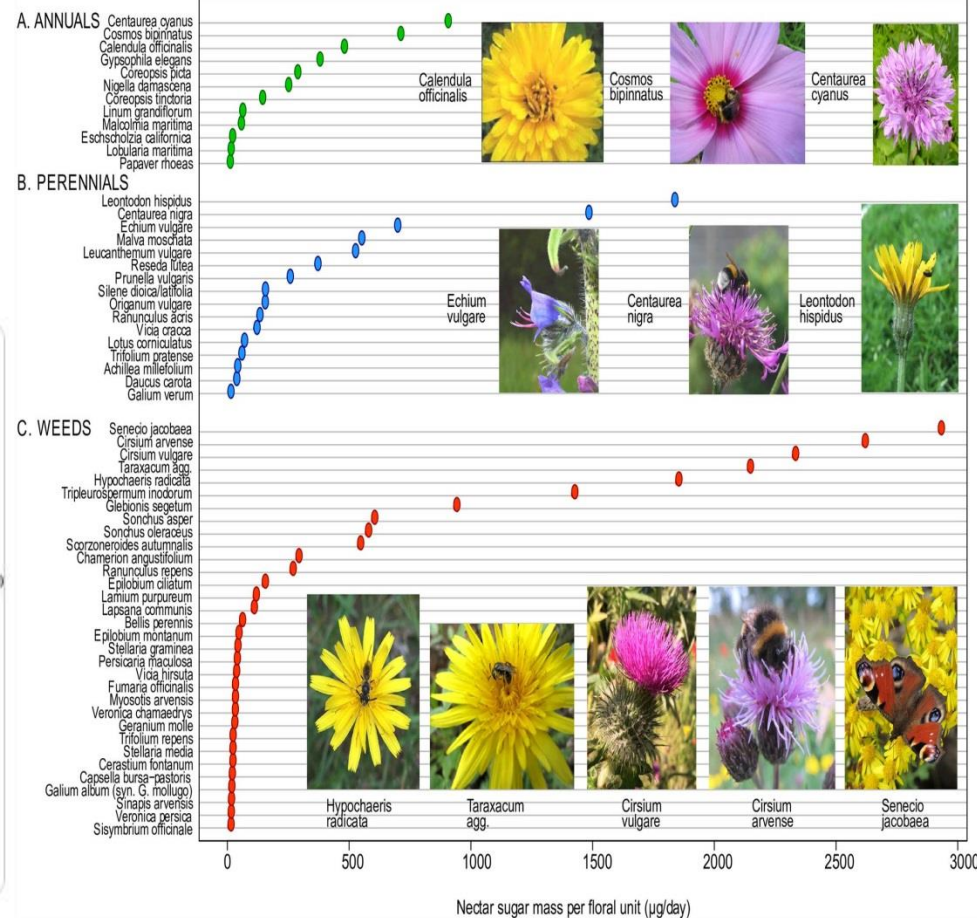 A. ANNUALS
Centaurea cyanus
Cosmos bipinnatus
Calendula officinalis
Gypsophila elegans
Coreopsis picta
Nigella damascena
Coreopsis tinctoria
Linum grandiflorum
Malcolmia maritima
Eschscholzia californica
Lobularia maritima
Papaver rhoeas
Calendula
officinalis
Cosmos
bipinnatus
Centaurea
cyanus
B. PERENNIALS
Leontodon hispidus
Centaurea nigra
Echium vulgare
Malva moschata
Leucanthemum vulgare
Reseda lutea
Prunella vulgaris
Silene dioica/latifolia
Origanum vulgare
Ranunculus acris
Vicia cracca
Lotus corniculatus
Trifolium pratense
Achillea millefolium
Daucus carota
Galium verum
Echium
vulgare
Centaurea
nigra
Leontodon
hispidus
C. WEEDS
Senecio jacobaea
Cirsium arvense
Cirsium vulgare
Taraxacum agg.
Hypochaeris radicata
Tripleurospermum inodorum
Glebionis segetum
Sonchus asper
Sonchus oleraceus
Scorzoneroides autumnalis
Chamerion angustifolium
Ranunculus repens
Epilobium ciliatum
Lamium purpureum
Lapsana communis
Bellis perennis
Epilobium montanum
Stellaria graminea
Persicaria maculosa
Vicia hirsuta
Fumaria officinalis
Myosotis arvensis
Veronica chamaedrys
Geranium molle
Trifolium repens
Stellaria media
Cerastium fontanum
Capsella bursa−pastoris
Galium album (syn. G. mollugo)
Sinapis arvensis
Veronica persica
Sisymbrium officinale
Hypochaeris
radicata
Taraxacum
agg.
Cirsium
vulgare
Cirsium
arvense
Senecio
jacobaea
0 500 1000 1500 2000 2500 3000
Nectar sugar mass per floral unit (µg/day)